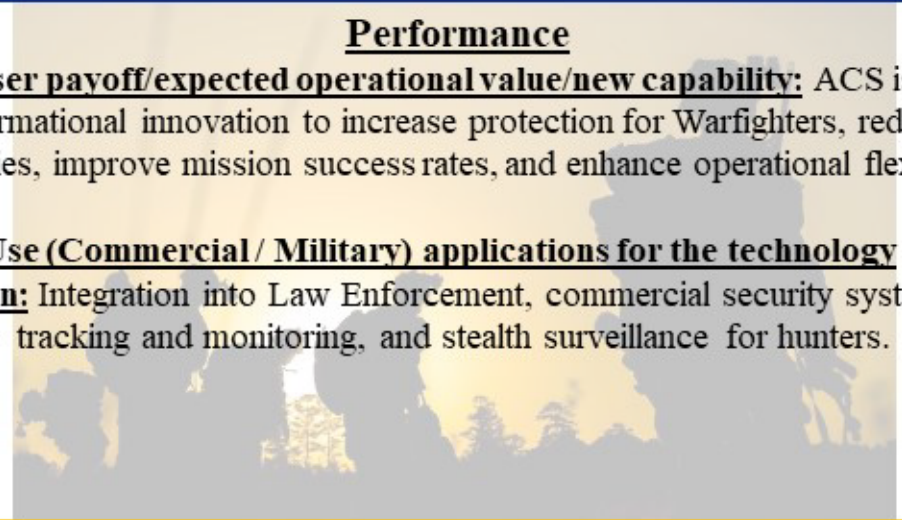 Performance
ser payoff/expected operational value/new capability: ACS i
rmational innovation to increase protection for Warfighters, red
es, improve mission success rates, and enhance operational fle
Use (Commercial / Military) applications for the technology
n: Integration into Law Enforcement, commercial security syst
tracking and monitoring, and stealth surveillance for hunters.